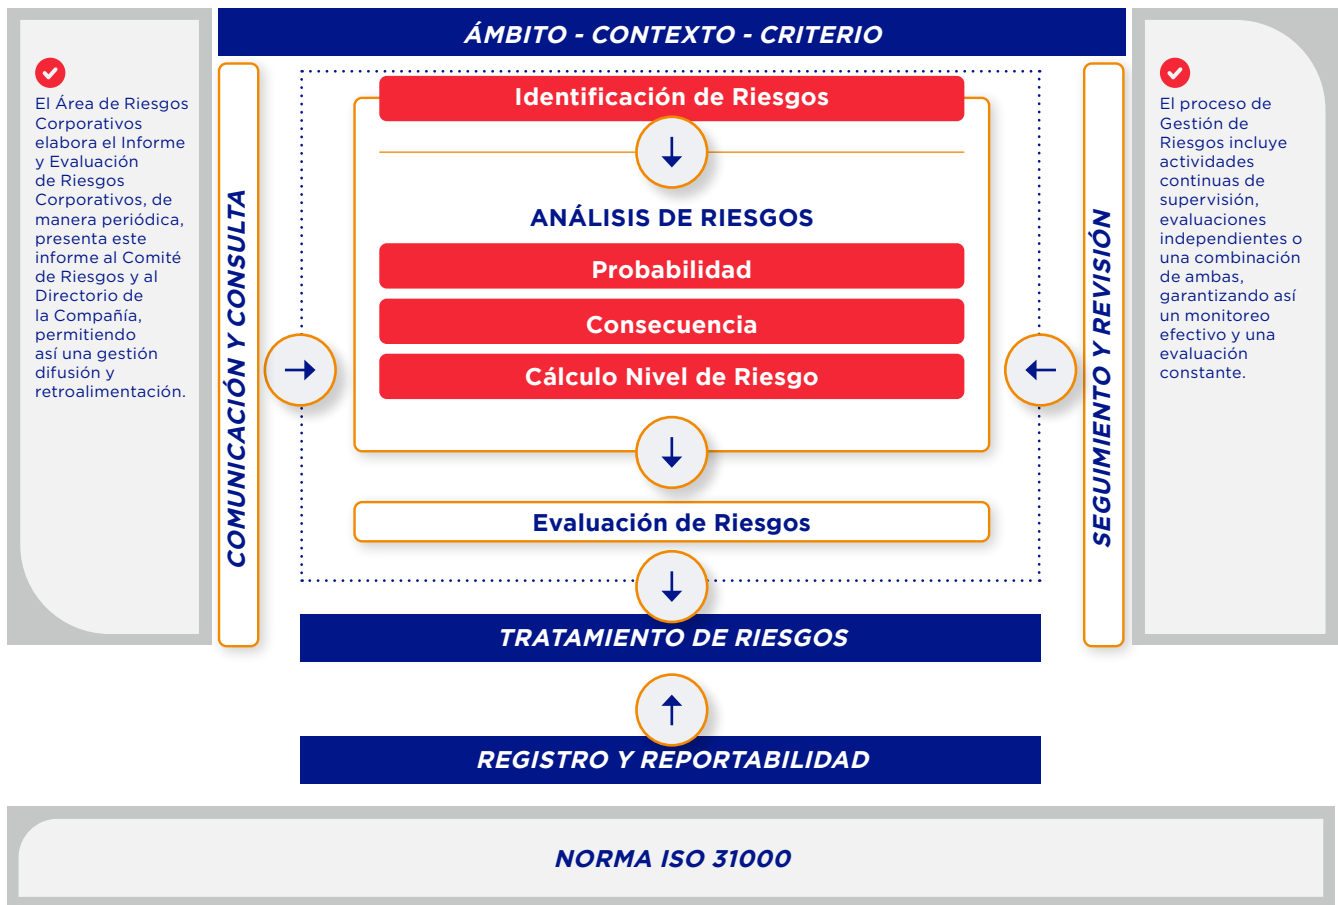 ÁMBITO - CONTEXTO - CRITERIO
El Área de Riesgos
Corporativos
elabora el Informe
y Evaluación
de Riesgos
Corporativos, de
manera periódica,
presenta este
informe al Comité
de Riesgos y al
Directorio de
la Compañía,
permitiendo
así una gestión
difusión y
retroalimentación.
COMUNICACIÓN Y CONSULTA
Identificación de Riesgos
ANÁLISIS DE RIESGOS
Probabilidad
Consecuencia
Cálculo Nivel de Riesgo
Evaluación de Riesgos
TRATAMIENTO DE RIESGOS
REGISTRO Y REPORTABILIDAD
SEGUIMIENTO Y REVISIÓN
El proceso de
Gestión de
Riesgos incluye
actividades
continuas de
supervisión,
evaluaciones
independientes o
una combinación
de ambas,
garantizando así
un monitoreo
efectivo y una
evaluación
constante.
NORMA ISO 31000